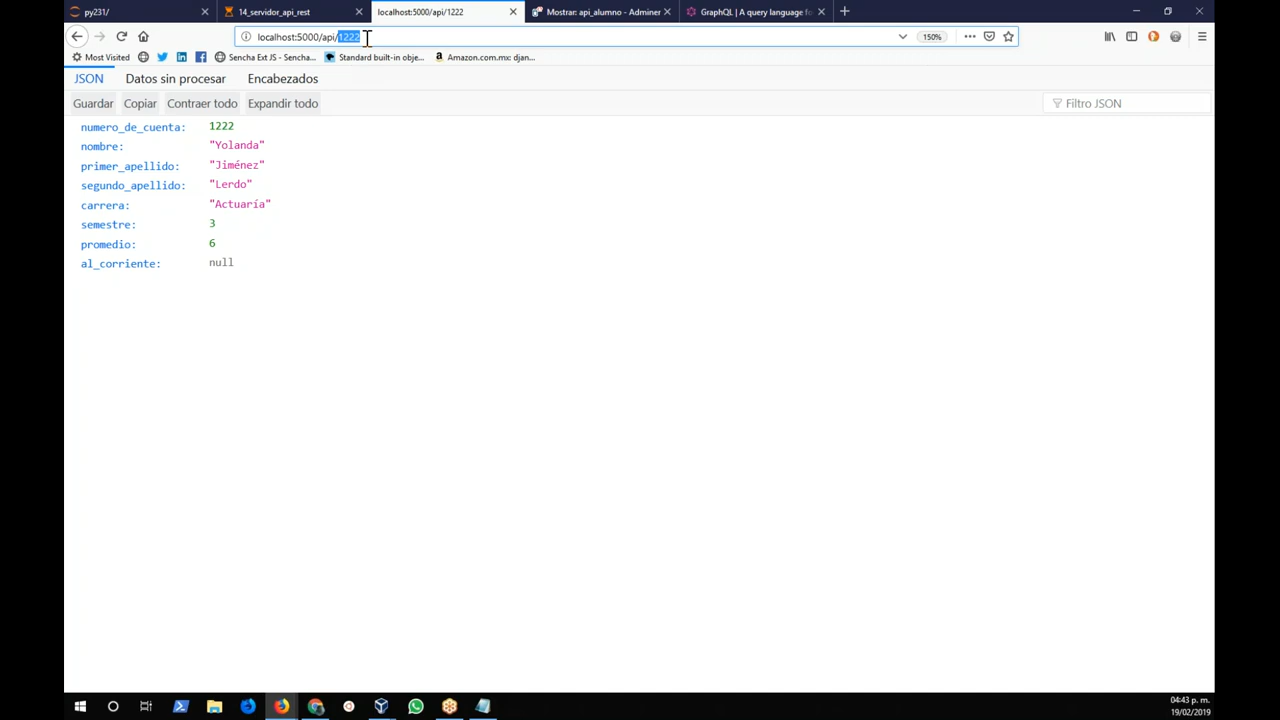 py231/
14_servidor_api_rest
localhost:5000/api/1222
Mostrar: api_alumno - Adminer
GraphQL | A query language fo
localhost:5000/api/1222
150%
Most Visited
Sencha Ext JS - Sencha...
Standard built-in obje...
Amazon.com.mx: djan...
JSON
Datos sin procesar
Encabezados
Guardar
Copiar
Contraer todo
Expandir todo
Filtro JSON
numero_de_cuenta: 1222
nombre: "Yolanda"
primer_apellido: "Jiménez"
segundo_apellido: "Lerdo"
carrera: "Actuaría"
semestre: 3
promedio: 6
al_corriente: null
04:43 p. m.
19/02/2019